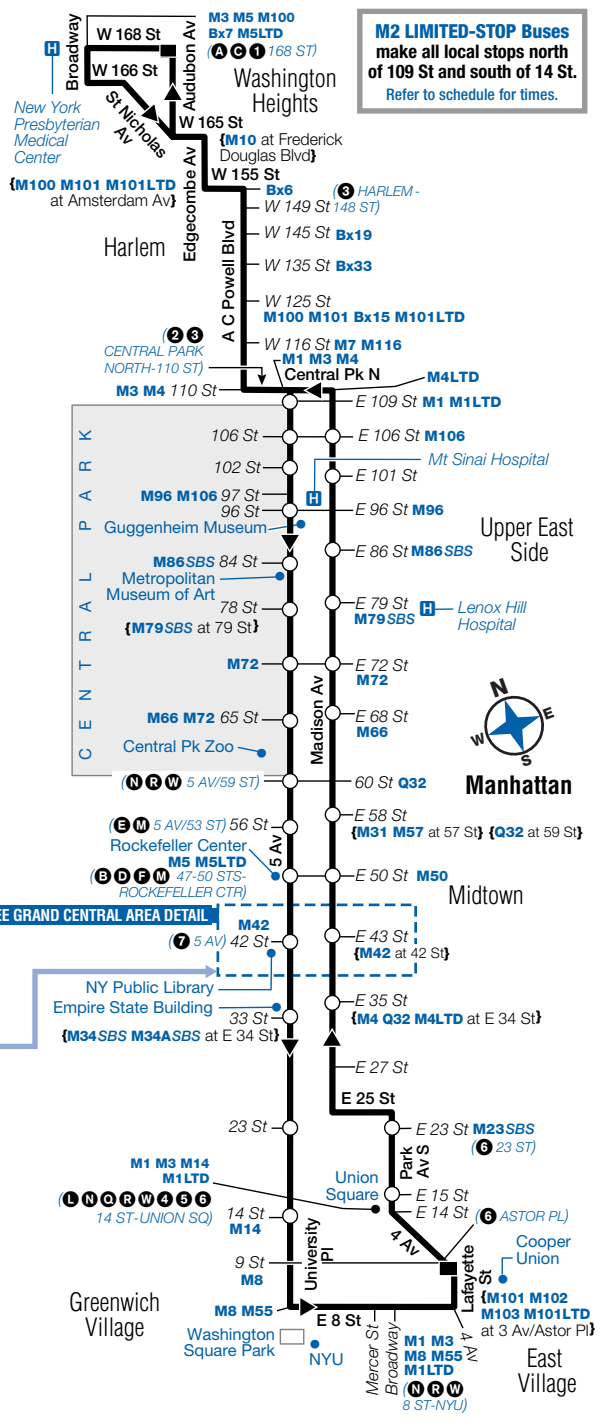 M3 M5 M100
Bx7 M5LTD
(A C 1 168 ST)
M2 LIMITED-STOP Buses
make all local stops north
of 109 St and south of 14 St.
Refer to schedule for times.
Broadway
W 168 St
Audubon Av
H
W 166 St
Washington
Heights
New York
Presbyterian
Medical
Center
St Nicholas
Av
W 165 St
{M10 at Frederick
Douglas Blvd}
{M100 M101 M101LTD
at Amsterdam Av}
Edgecombe Av
W 155 St
Bx6
(3 HARLEM -
148 ST)
W 149 St
Harlem
A C Powell Blvd
W 145 St Bx19
W 135 St Bx33
W 125 St
M100 M101 Bx15 M101LTD
(2 3
CENTRAL PARK
NORTH-110 ST)
W 116 St M7 M116
M1 M3 M4
Central Pk N
M3 M4 110 St
M4LTD
E 109 St M1 M1LTD
CENTRAL PARK
106 St
E 106 St M106
102 St
Mt Sinai Hospital
E 101 St
H
M96 M106 97 St
96 St
E 96 St M96
Guggenheim Museum
Upper East
Side
M86SBS 84 St
E 86 St M86SBS
Metropolitan
Museum of Art
78 St
{M79SBS at 79 St}
E 79 St
M79SBS
H
Lenox Hill
Hospital
M72
E 72 St
M72
Madison Av
M66 M72 65 St
E 68 St
M66
Central Pk Zoo
N
E
W
S
Manhattan
(N R W 5 AV/59 ST)
60 St Q32
(E M 5 AV/53 ST) 56 St
E 58 St
{M31 M57 at 57 St} {Q32 at 59 St}
5 Av
Rockefeller Center
M5 M5LTD
(B D F M 47-50 STS-
ROCKEFELLER CTR)
E 50 St M50
Midtown
EE GRAND CENTRAL AREA DETAIL
M42
(7 5 AV) 42 St
E 43 St
{M42 at 42 St}
NY Public Library
Empire State Building
33 St
{M34SBS M34ASBS at E 34 St}
E 35 St
{M4 Q32 M4LTD at E 34 St}
E 27 St
E 25 St
23 St
E 23 St M23SBS
(6 23 ST)
Park
Av S
M1 M3 M14
M1LTD
(L N Q R W 4 5 6
14 ST-UNION SQ)
Union
Square
E 15 St
E 14 St
14 St
M14
4 Av
(6 ASTOR PL)
University
Pl
9 St
M8
Lafayette
St
Cooper
Union
{M101 M102
M103 M101LTD
at 3 Av/Astor Pl}
Greenwich
Village
M8 M55
E 8 St
Washington
Square Park
NYU
Mercer St
Broadway
M1 M3
M8 M55
M1LTD
(N R W
8 ST-NYU)
4 Av
East
Village